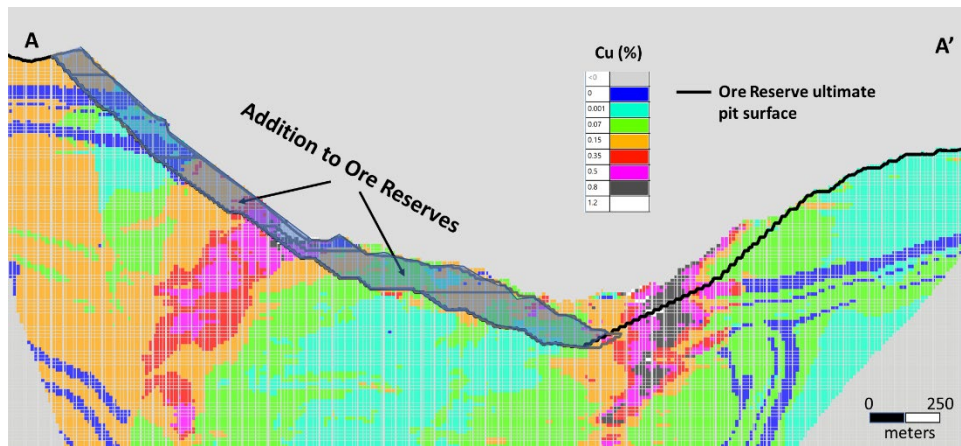 A
A’
Cu (%)
<0
0
0.001
0.07
0.15
0.35
0.5
0.8
1.2
Ore Reserve ultimate
pit surface
Addition to Ore Reserves
0 250
meters